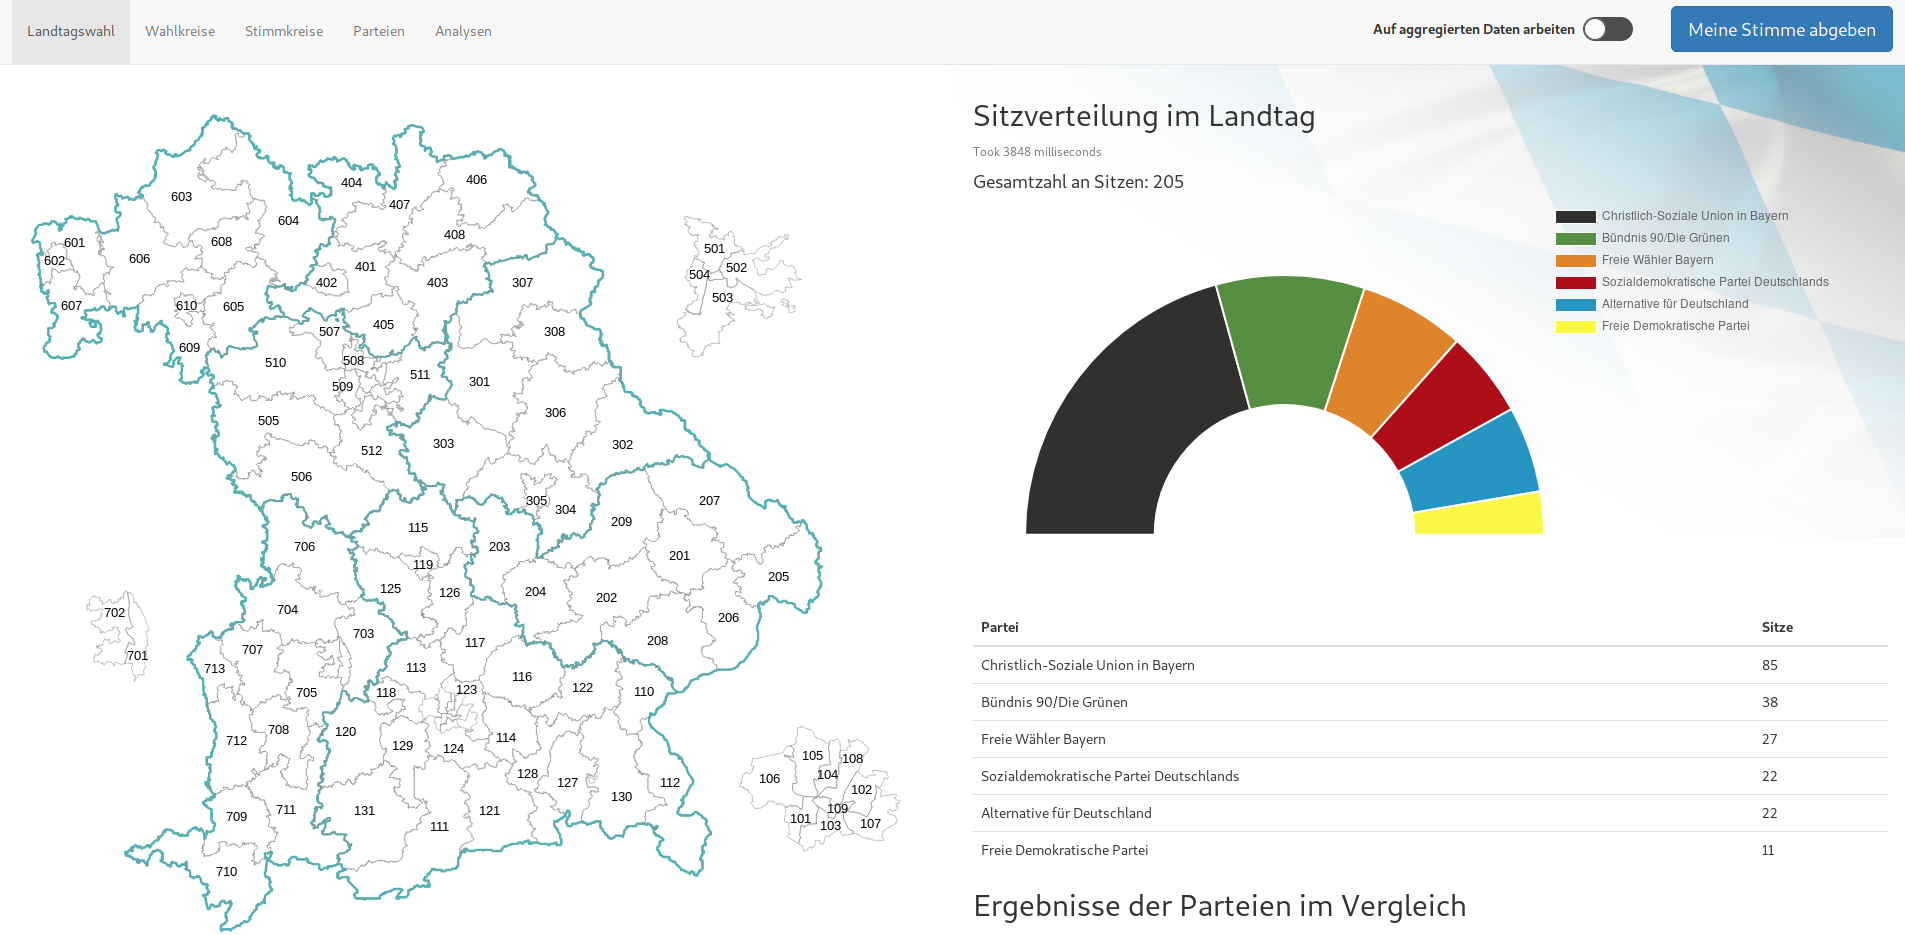 Landtagswahl Wahlkreise Stimmkreise Parteien Analysen Auf aggregierten Daten arbeiten Meine Stimme abgeben
Sitzverteilung im Landtag
Took 3848 milliseconds
Gesamtzahl an Sitzen: 205
Christlich-Soziale Union in Bayern
Bündnis 90/Die Grünen
Freie Wähler Bayern
Sozialdemokratische Partei Deutschlands
Alternative für Deutschland
Freie Demokratische Partei
404 406
603 407
604 408
601 608
602 606 401
402 403 307
607 610 605
405 308
507
609 508
510 511
509 301
505 306
303 302
512
506
305 304
207
209
115
706 203
201
119
125 126 204 205
202
704
206
703 117 208
707
113
713 116
705 118 123 122 110
708 120
712 129 124 114
128 127 112
131 130
711 121
709 111
710
501
504 502
503
702
701
105 108
106 104
102
109
101 103 107
Partei Sitze
Christlich-Soziale Union in Bayern 85
Bündnis 90/Die Grünen 38
Freie Wähler Bayern 27
Sozialdemokratische Partei Deutschlands 22
Alternative für Deutschland 22
Freie Demokratische Partei 11
Ergebnisse der Parteien im Vergleich